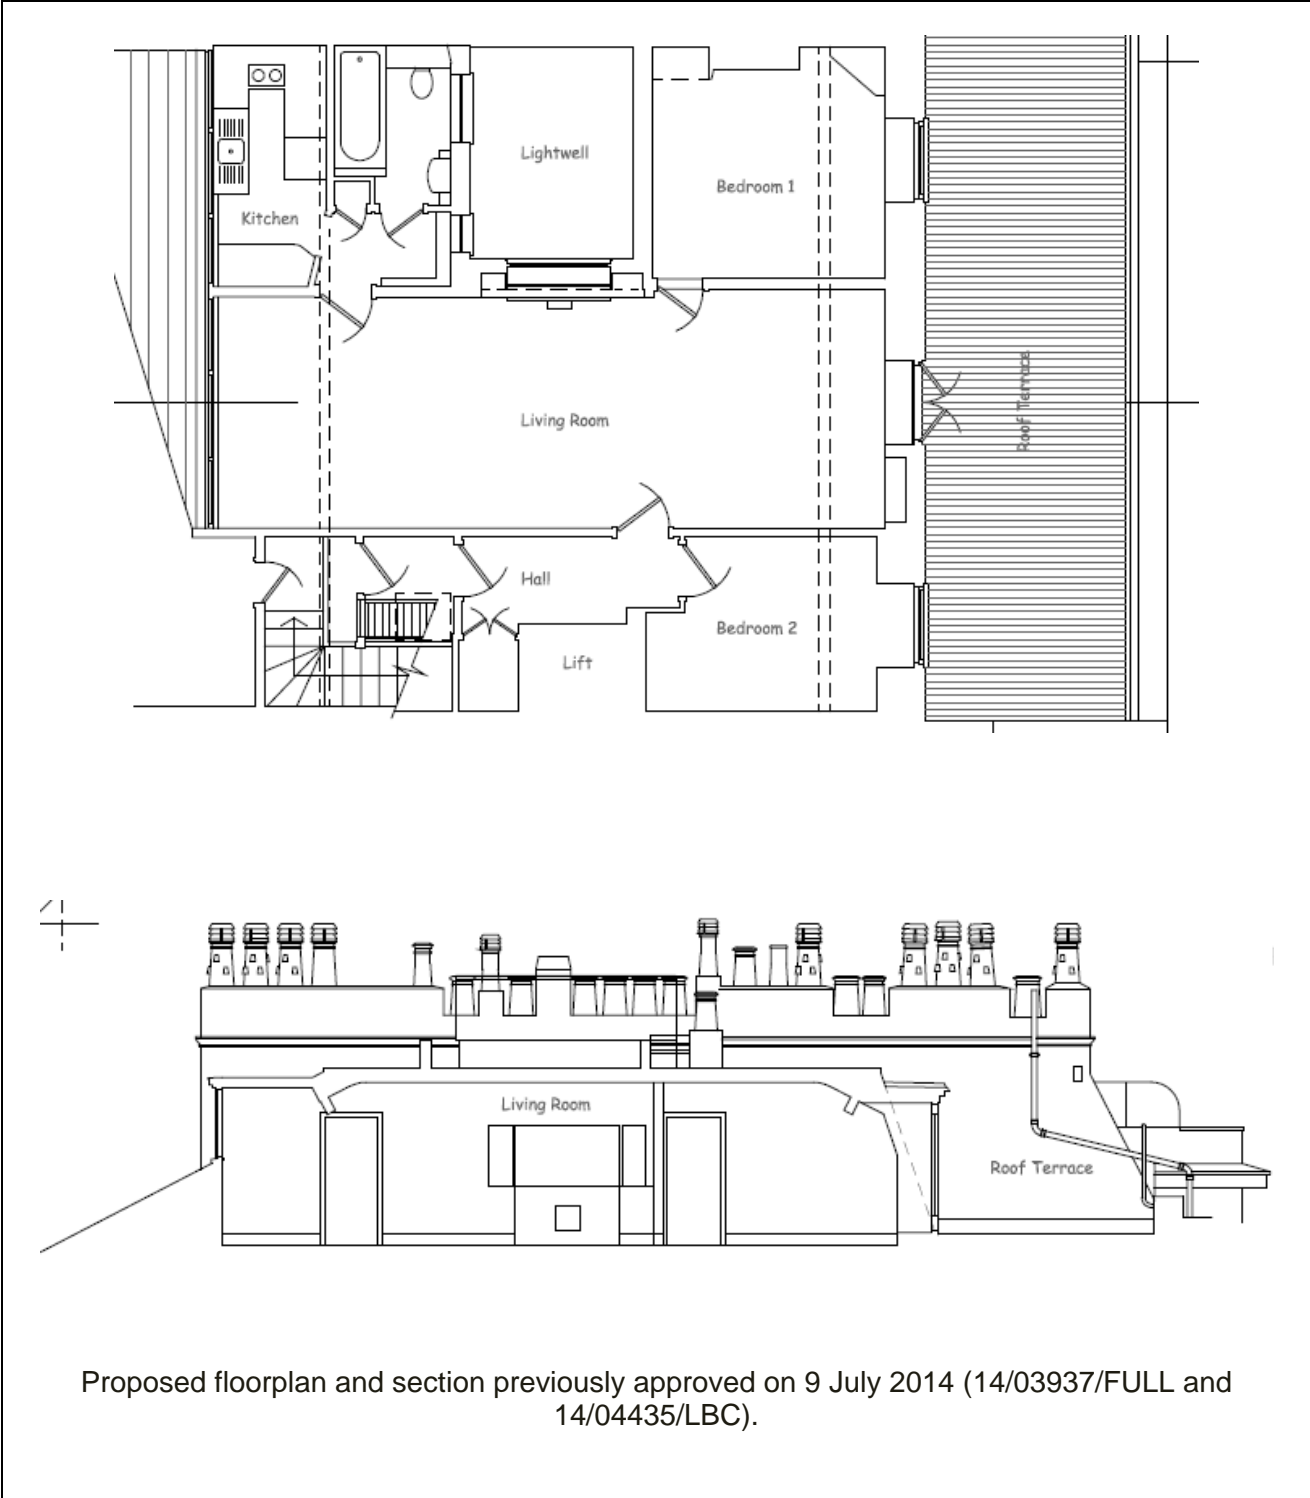 Lightwell
Bedroom 1
Kitchen
Roof Terrace
Living Room
Hall
Bedroom 2
Lift
Living Room
Roof Terrace
Proposed floorplan and section previously approved on 9 July 2014 (14/03937/FULL and
14/04435/LBC).